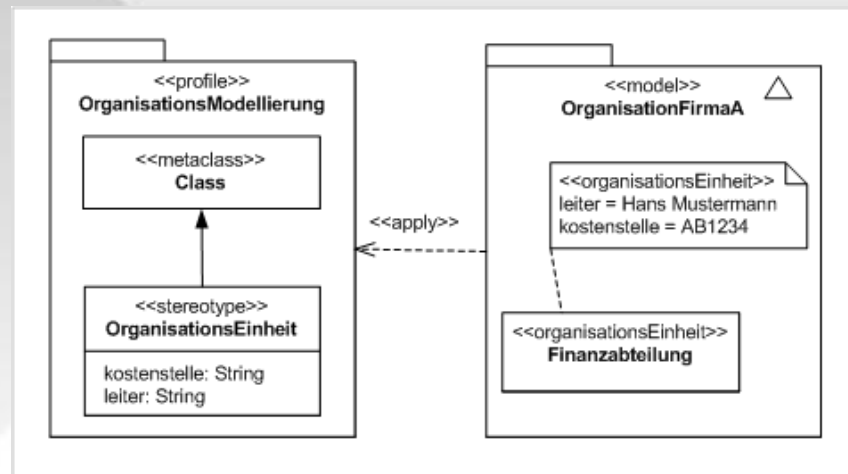 <<profile>>
OrganisationsModellierung
<<metaclass>>
Class
<<stereotype>>
OrganisationsEinheit
kostenstelle: String
leiter: String
<<apply>>
<<model>>
OrganisationFirmaA
<<organisationsEinheit>>
leiter = Hans Mustermann
kostenstelle = AB1234
<<organisationsEinheit>>
Finanzabteilung